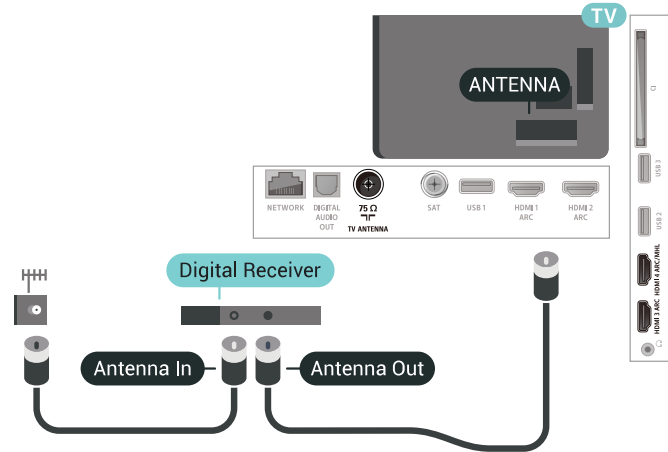 TV
ANTENNA
CI
USB 3
USB 2
HDMI 4 ARC/MHL
HDMI 3 ARC
NETWORK
DIGITAL
AUDIO
OUT
75 Ω
TV ANTENNA
SAT
USB 1
HDMI 1
ARC
HDMI 2
ARC
Digital Receiver
Antenna In
Antenna Out